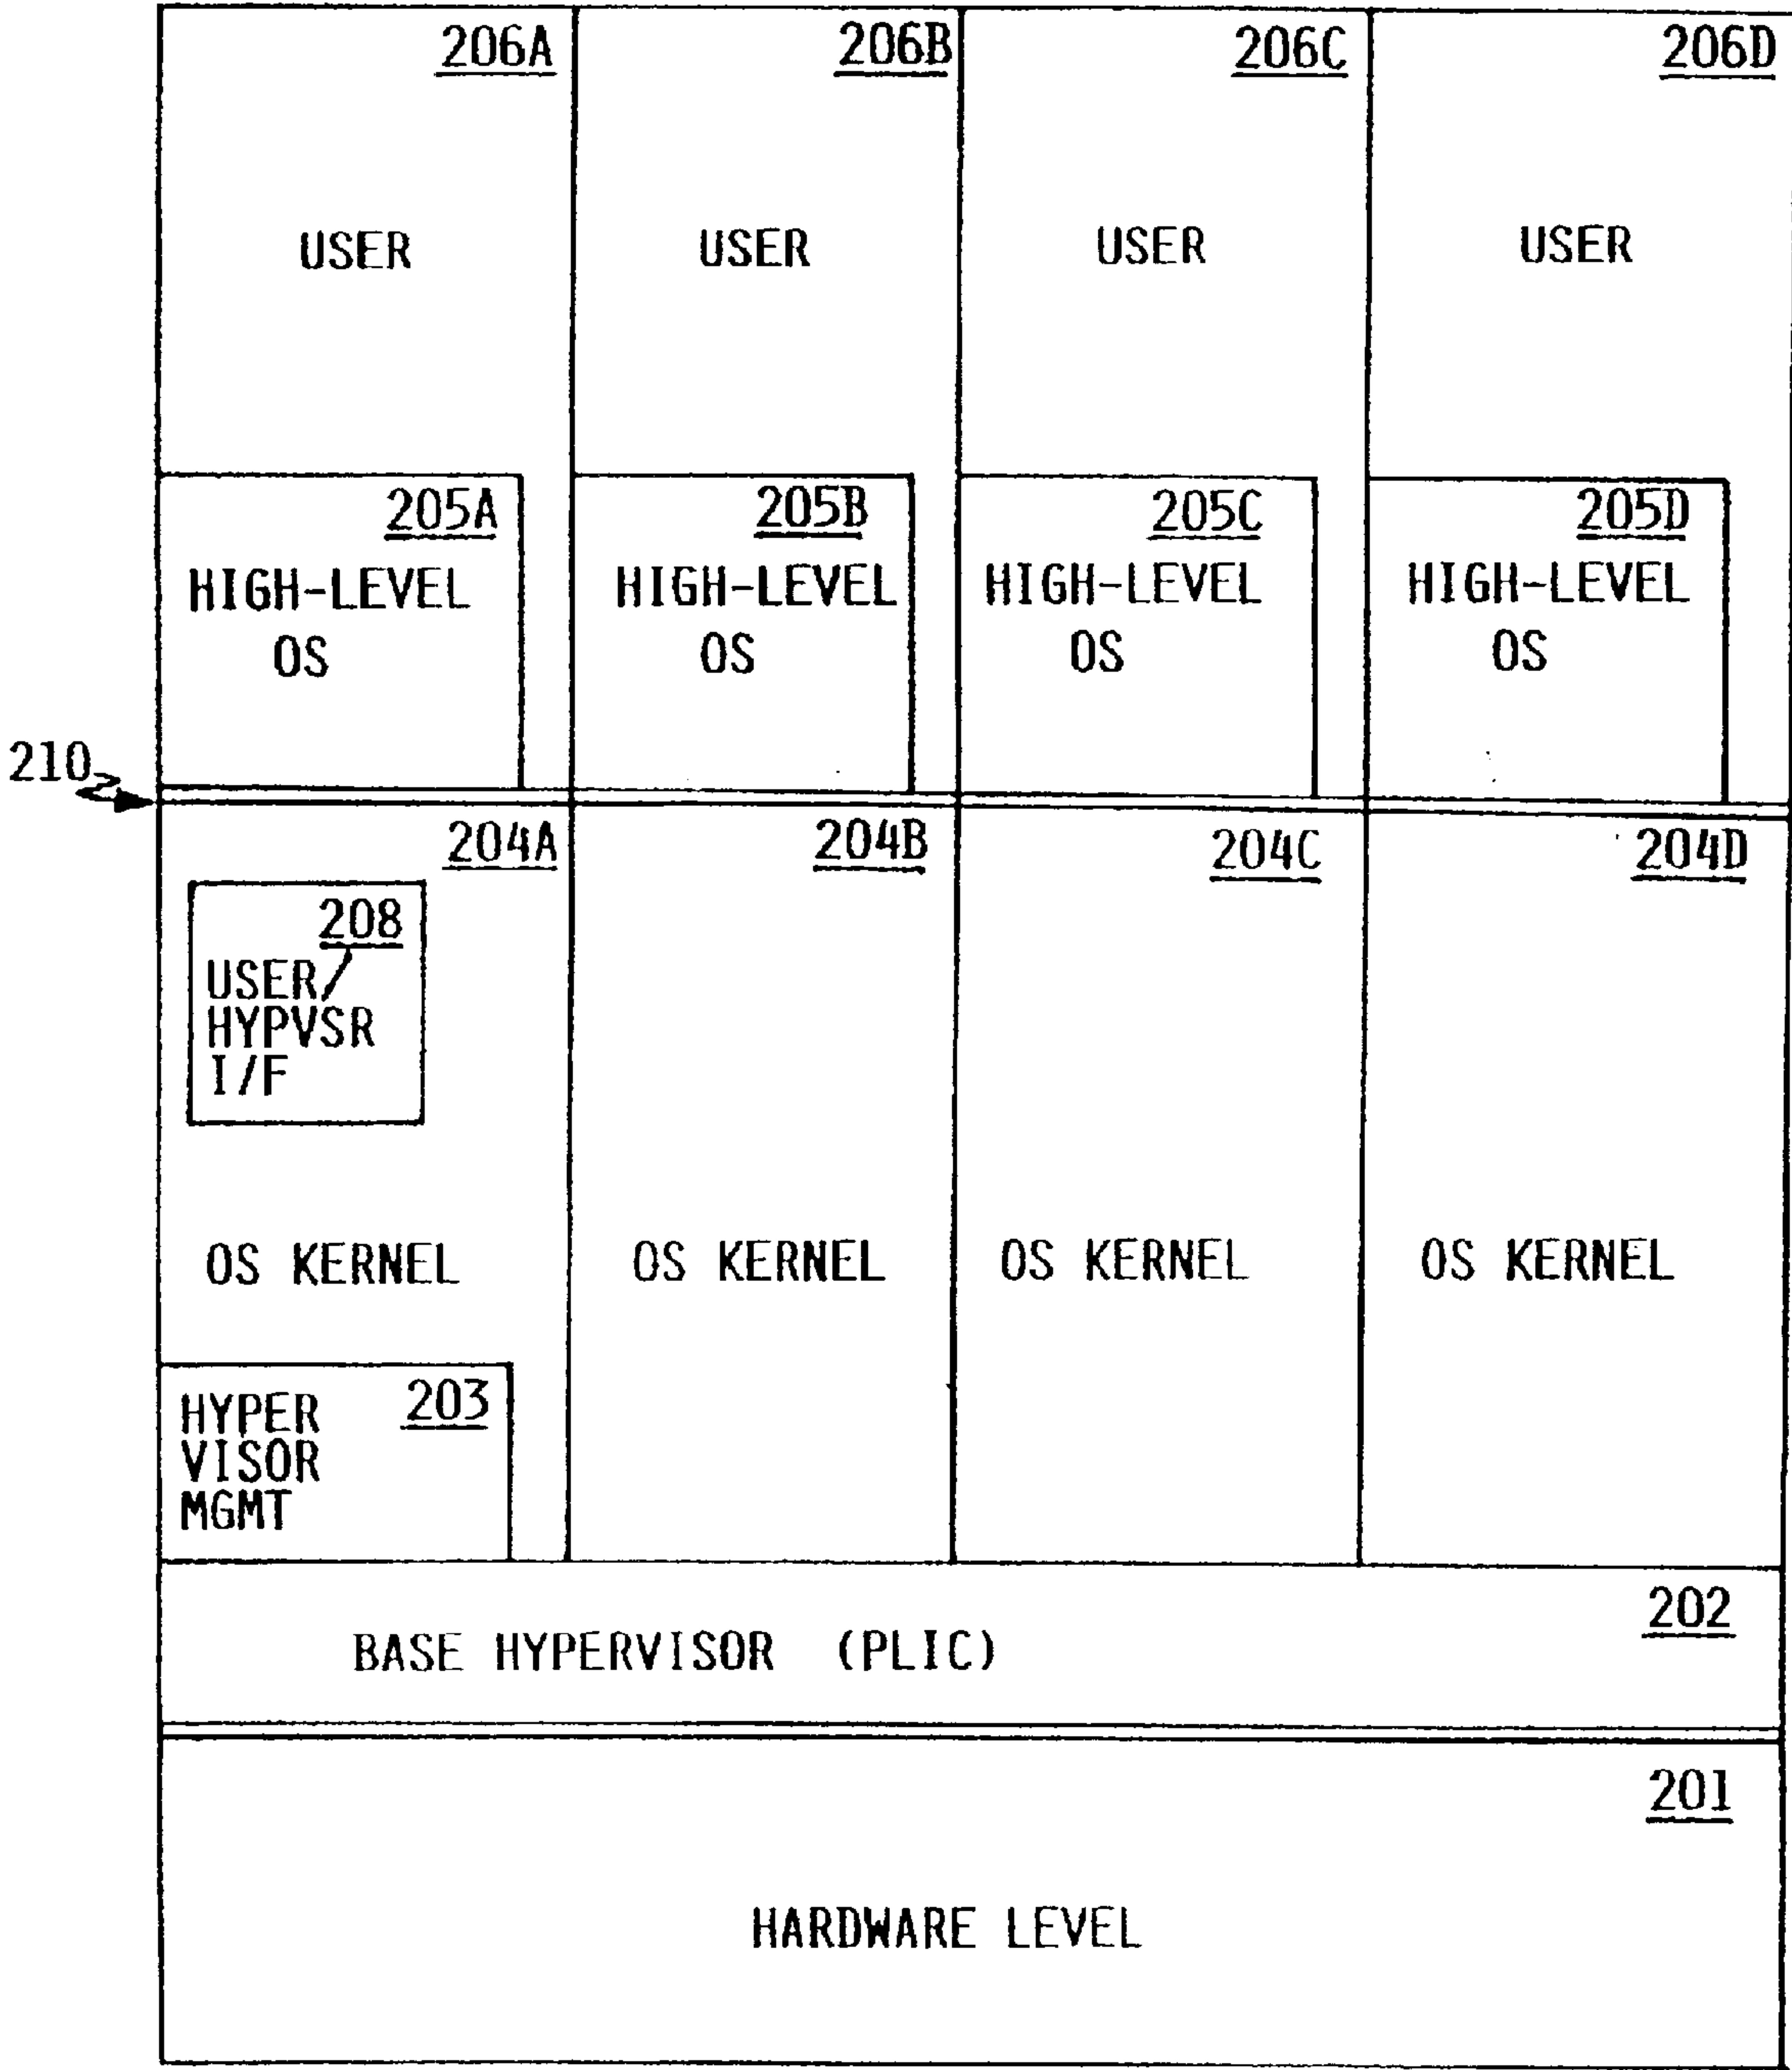 206A 206B 206C 206D
USER USER USER USER
205A 205B 205C 205D
HIGH-LEVEL HIGH-LEVEL HIGH-LEVEL HIGH-LEVEL
OS OS OS OS
210
204A 204B 204C 204D
208
USER/
HYPVSR
I/F
OS KERNEL OS KERNEL OS KERNEL OS KERNEL
203
HYPER
VISOR
MGMT
202
BASE HYPERVISOR (PLIC)
201
HARDWARE LEVEL